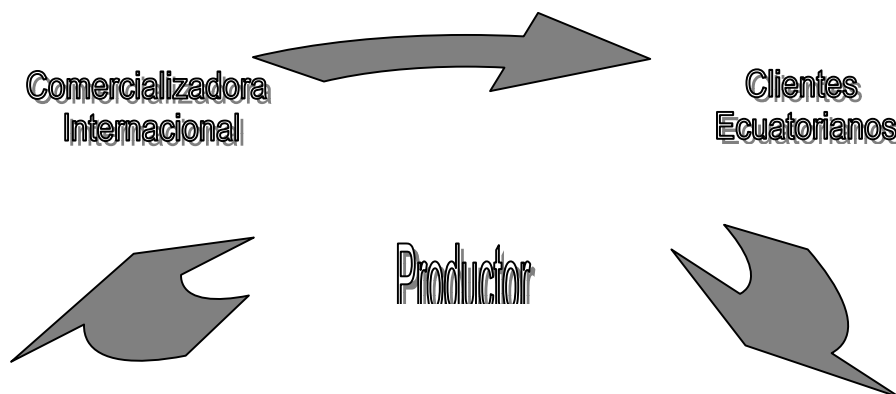 Comercializadora
Internacional
Clientes
Ecuatorianos
Productor